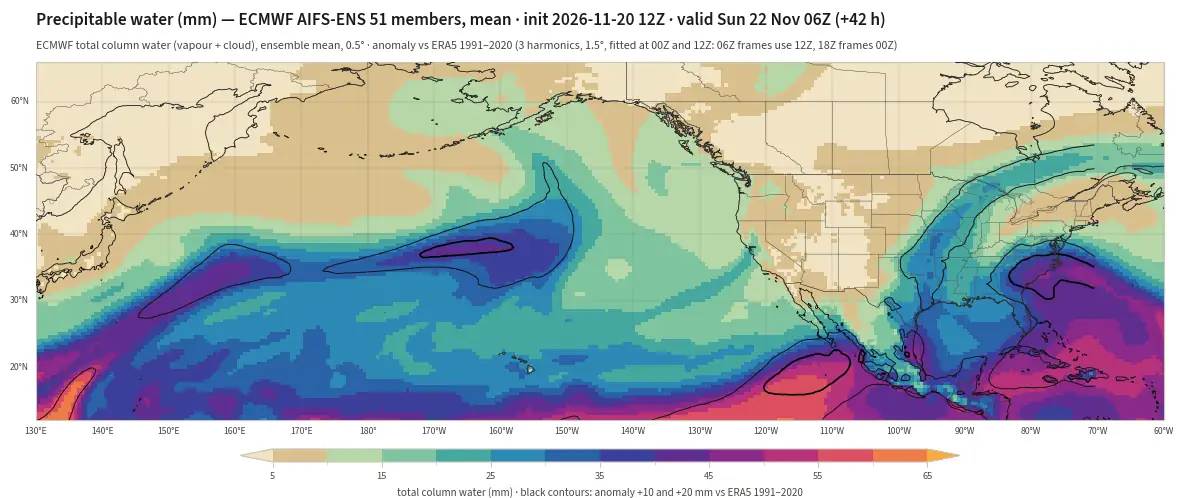 Precipitable water (mm) — ECMWF AIFS-ENS 51 members, mean · init 2026-11-20 12Z · valid Sun 22 Nov 06Z (+42 h)
ECMWF total column water (vapour + cloud), ensemble mean, 0.5° · anomaly vs ERA5 1991–2020 (3 harmonics, 1.5°, fitted at 00Z and 12Z: 06Z frames use 12Z, 18Z frames 00Z)
60°N
50°N
40°N
30°N
20°N
130°E 140°E 150°E 160°E 170°E 180° 170°W 160°W 150°W 140°W 130°W 120°W 110°W 100°W 90°W 80°W 70°W 60°W
5 15 25 35 45 55 65
total column water (mm) · black contours: anomaly +10 and +20 mm vs ERA5 1991–2020